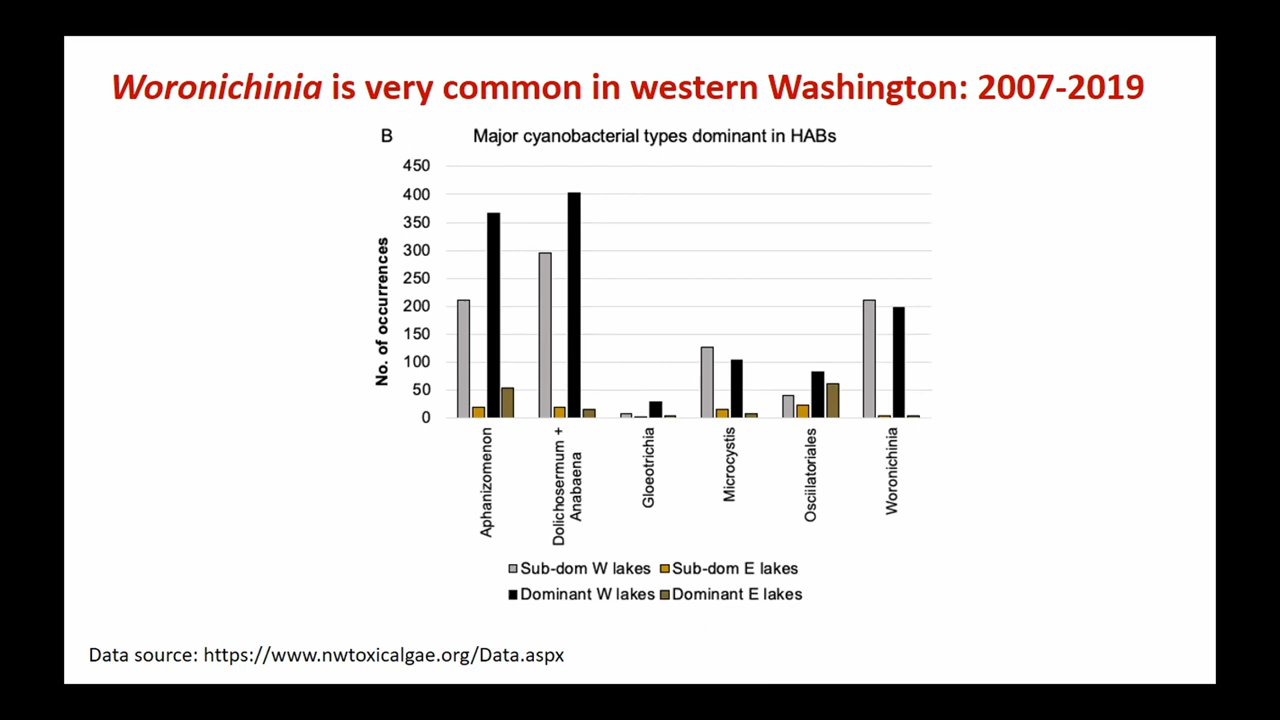 Woronichinia is very common in western Washington: 2007-2019
B Major cyanobacterial types dominant in HABs
450
400
350
300
250
200
150
100
50
0
No. of occurrences
Aphanizomenon
Dolichosermum +
Anabaena
Gloeotrichia
Microcystis
Oscillatoriales
Woronichinia
Sub-dom W lakes Sub-dom E lakes
Dominant W lakes Dominant E lakes
Data source: https://www.nwtoxicalgae.org/Data.aspx